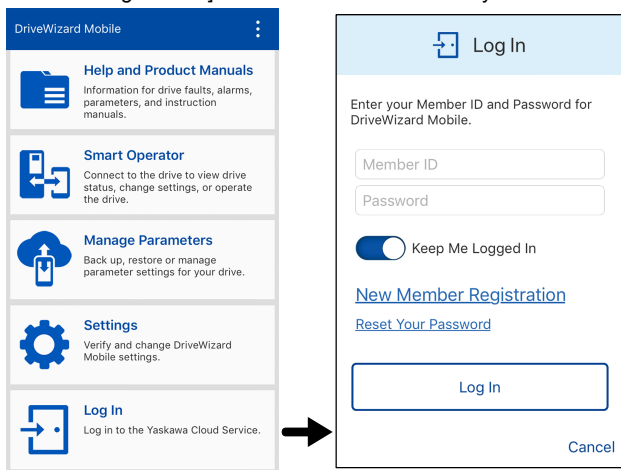 DriveWizard Mobile
Help and Product Manuals
Information for drive faults, alarms,
parameters, and instruction
manuals.
Smart Operator
Connect to the drive to view drive
status, change settings, or operate
the drive.
Manage Parameters
Back up, restore or manage
parameter settings for your drive.
Settings
Verify and change DriveWizard
Mobile settings.
Log In
Log in to the Yaskawa Cloud Service.
Log In
Enter your Member ID and Password for
DriveWizard Mobile.
Member ID
Password
Keep Me Logged In
New Member Registration
Reset Your Password
Log In
Cancel